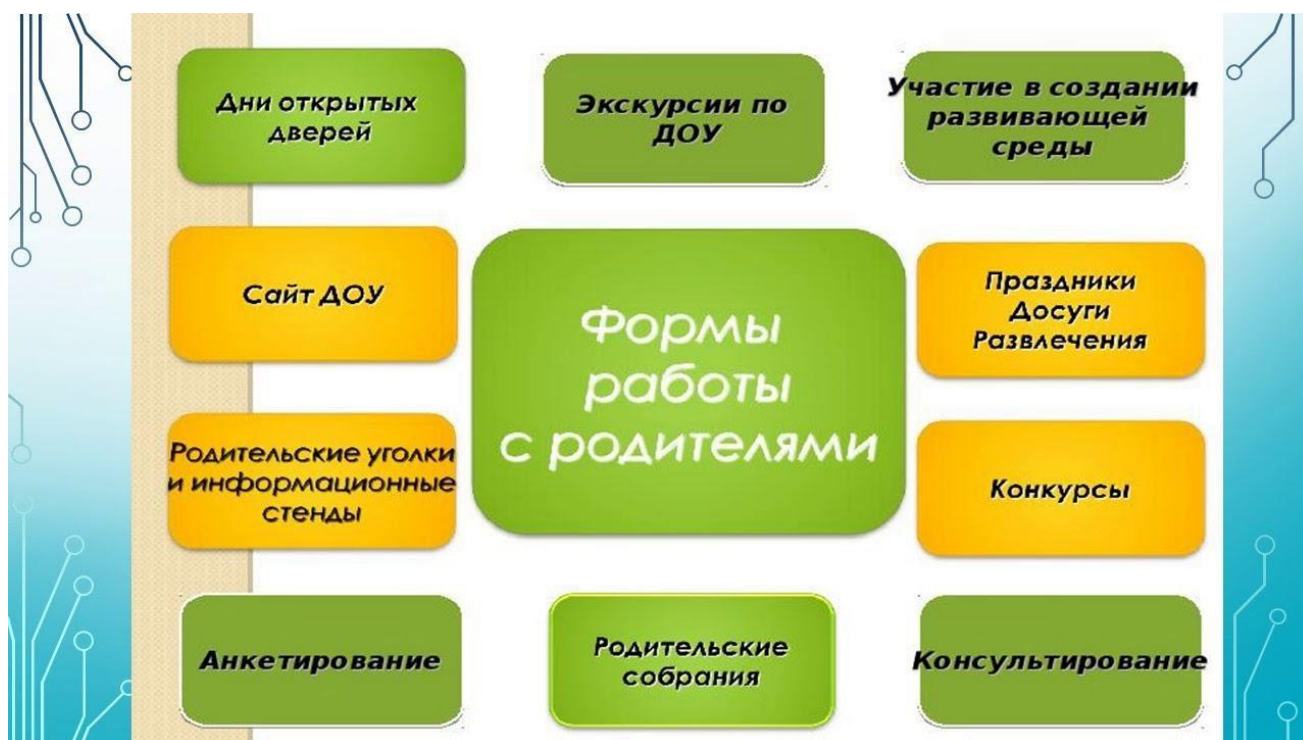 Дни открытых
дверей
Экскурсии по
ДОУ
Участие в создании
развивающей
среды
Сайт ДОУ
Формы
работы
с родителями
Праздники
Досуги
Развлечения
Родительские уголки
и информационные
стенды
Конкурсы
Анкетирование
Родительские
собрания
Консультирование